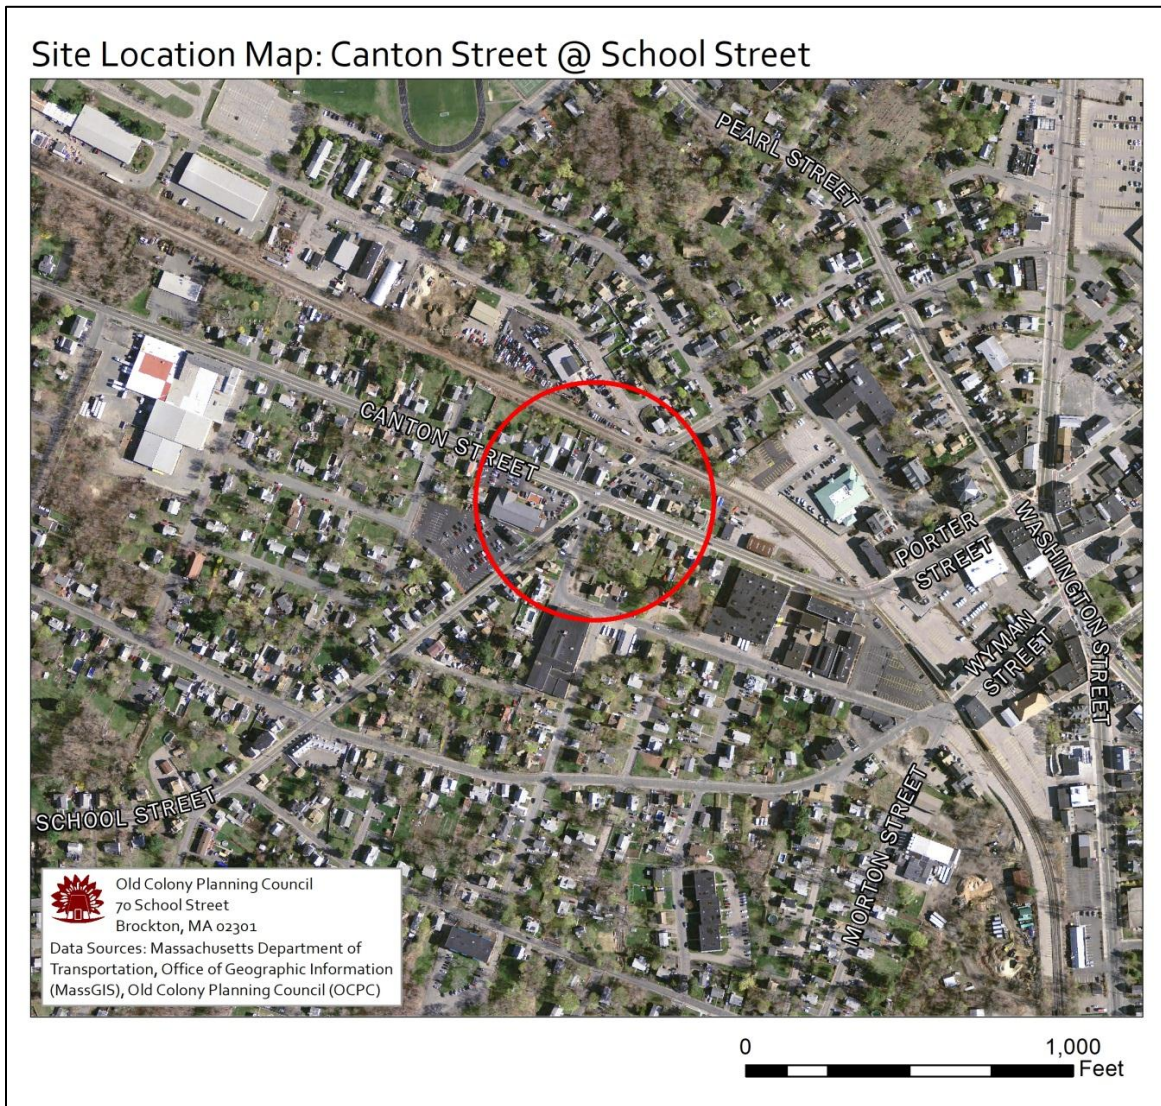 Site Location Map: Canton Street @ School Street
PEARL STREET
CANTON STREET
PORTER
STREET
WASHINGTON STREET
WYMAN
STREET
SCHOOL STREET
MORTON STREET
Old Colony Planning Council
70 School Street
Brockton, MA 02301
Data Sources: Massachusetts Department of
Transportation, Office of Geographic Information
(MassGIS), Old Colony Planning Council (OCPC)
0 1,000
Feet